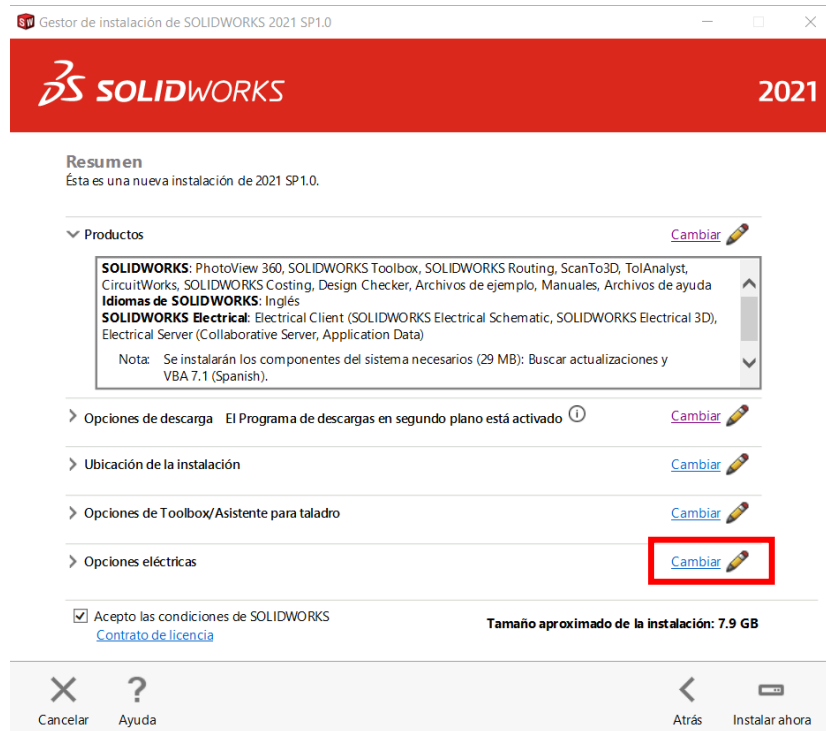 Gestor de instalación de SOLIDWORKS 2021 SP1.0
SOLIDWORKS
2021
Resumen
Ésta es una nueva instalación de 2021 SP1.0.
Productos
Cambiar
SOLIDWORKS: PhotoView 360, SOLIDWORKS Toolbox, SOLIDWORKS Routing, ScanTo3D, TolAnalyst,
CircuitWorks, SOLIDWORKS Costing, Design Checker, Archivos de ejemplo, Manuales, Archivos de ayuda
Idiomas de SOLIDWORKS: Inglés
SOLIDWORKS Electrical: Electrical Client (SOLIDWORKS Electrical Schematic, SOLIDWORKS Electrical 3D),
Electrical Server (Collaborative Server, Application Data)
Nota: Se instalarán los componentes del sistema necesarios (29 MB): Buscar actualizaciones y
VBA 7.1 (Spanish).
Opciones de descarga El Programa de descargas en segundo plano está activado
Cambiar
Ubicación de la instalación
Cambiar
Opciones de Toolbox/Asistente para taladro
Cambiar
Opciones eléctricas
Cambiar
Acepto las condiciones de SOLIDWORKS
Contrato de licencia
Tamaño aproximado de la instalación: 7.9 GB
Cancelar
Ayuda
Atrás
Instalar ahora